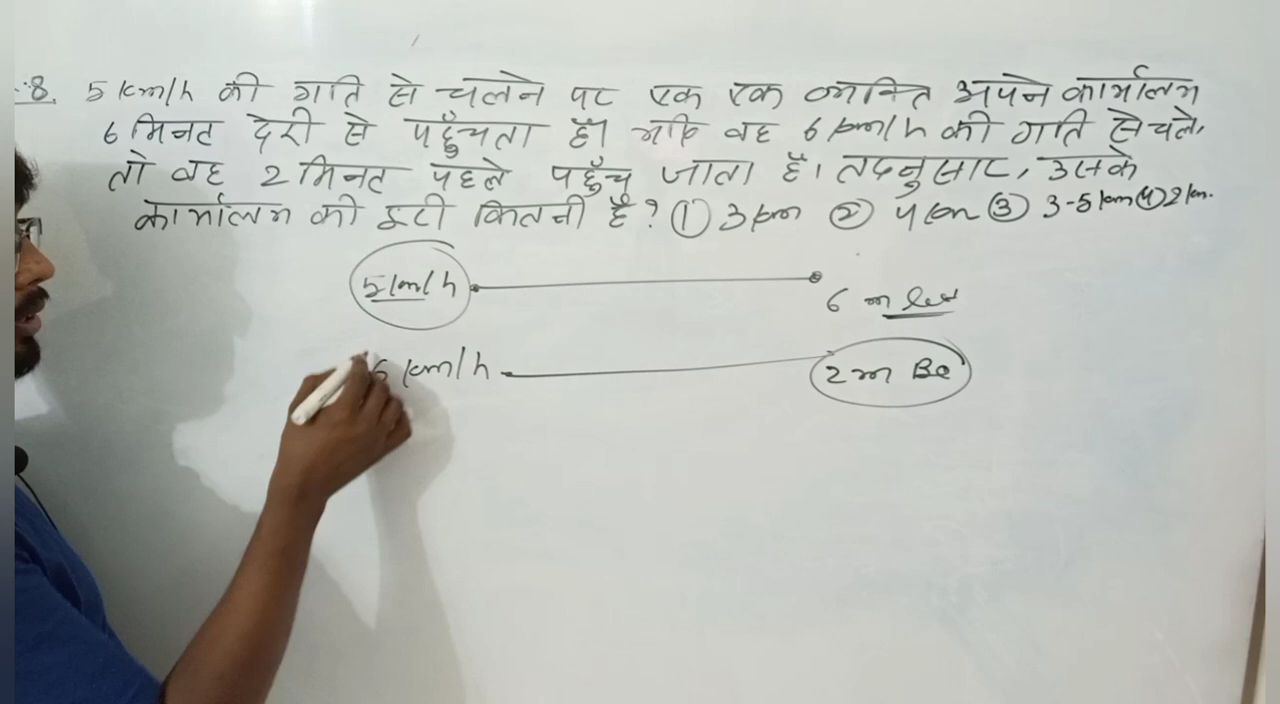 8. 5 km/h की गति से चलने पर एक एक व्यक्ति अपने कार्यालय
6 मिनट देरी से पहुँचता है। यदि वह 6 km/h की गति से चले,
तो वह 2 मिनट पहले पहुँच जाता है। तदनुसार, उसके
कार्यालय की दूरी कितनी है? ① 3 km ② 4 km ③ 3-5 km ④ 2 km.
5 km/h
6 m let
6 km/h
2 m Be